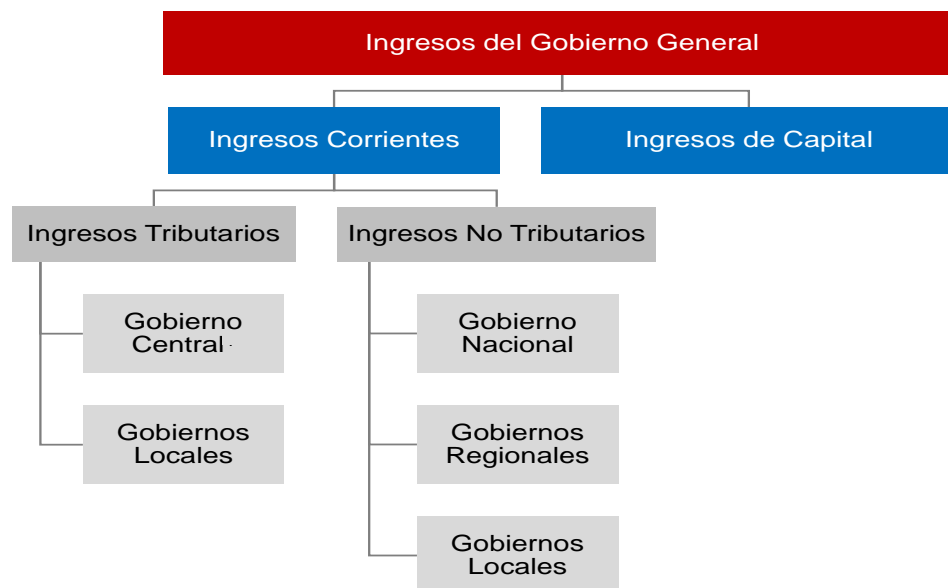 Ingresos del Gobierno General
Ingresos Corrientes
Ingresos de Capital
Ingresos Tributarios
Ingresos No Tributarios
Gobierno
Central
Gobierno
Nacional
Gobiernos
Locales
Gobiernos
Regionales
Gobiernos
Locales